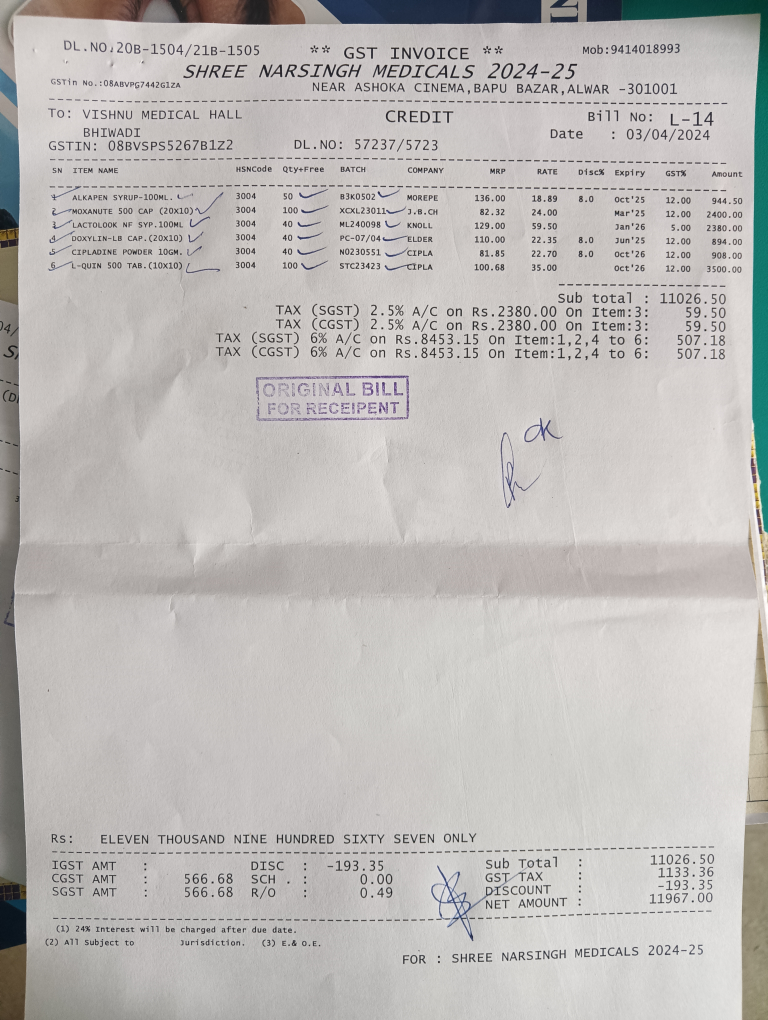 DL.NO.20B-1504/21B-1505 ** GST INVOICE ** Mob:9414018993
SHREE NARSINGH MEDICALS 2024-25
GSTin No.:08ABVPG7442G1ZA NEAR ASHOKA CINEMA,BAPU BAZAR,ALWAR -301001
To: VISHNU MEDICAL HALL CREDIT Bill No: L-14
BHIWADI Date : 03/04/2024
GSTIN: 08BVSPS5267B1Z2 DL.NO: 57237/5723
SN ITEM NAME HSNCode Qty+Free BATCH COMPANY MRP RATE Disc% Expiry GST% Amount
1 ALKAPEN SYRUP-100ML. 3004 50 B3K0502 MOREPE 136.00 18.89 8.0 Oct'25 12.00 944.50
2 MOXANUTE 500 CAP (20X10) 3004 100 XCXL23011 J.B.CH 82.32 24.00 Mar'25 12.00 2400.00
3 LACTOLOOK NF SYP.100ML 3004 40 ML240098 KNOLL 129.00 59.50 Jan'26 5.00 2380.00
4 DOXYLIN-LB CAP.(20X10) 3004 40 PC-07/04 ELDER 110.00 22.35 8.0 Jun'25 12.00 894.00
5 CIPLADINE POWDER 10GM. 3004 40 NO230551 CIPLA 81.85 22.70 8.0 Oct'26 12.00 908.00
6 L-QUIN 500 TAB.(10X10) 3004 100 STC23423 CIPLA 100.68 35.00 Oct'26 12.00 3500.00
Sub total : 11026.50
TAX (SGST) 2.5% A/C on Rs.2380.00 On Item:3: 59.50
TAX (CGST) 2.5% A/C on Rs.2380.00 On Item:3: 59.50
TAX (SGST) 6% A/C on Rs.8453.15 On Item:1,2,4 to 6: 507.18
TAX (CGST) 6% A/C on Rs.8453.15 On Item:1,2,4 to 6: 507.18
ORIGINAL BILL
FOR RECEIPENT
OK
Rs: ELEVEN THOUSAND NINE HUNDRED SIXTY SEVEN ONLY
IGST AMT : DISC : -193.35 Sub Total : 11026.50
CGST AMT : 566.68 SCH . : 0.00 GST TAX : 1133.36
SGST AMT : 566.68 R/O : 0.49 DISCOUNT : -193.35
NET AMOUNT : 11967.00
(1) 24% Interest will be charged after due date.
(2) All Subject to Jurisdiction. (3) E.& O.E.
FOR : SHREE NARSINGH MEDICALS 2024-25